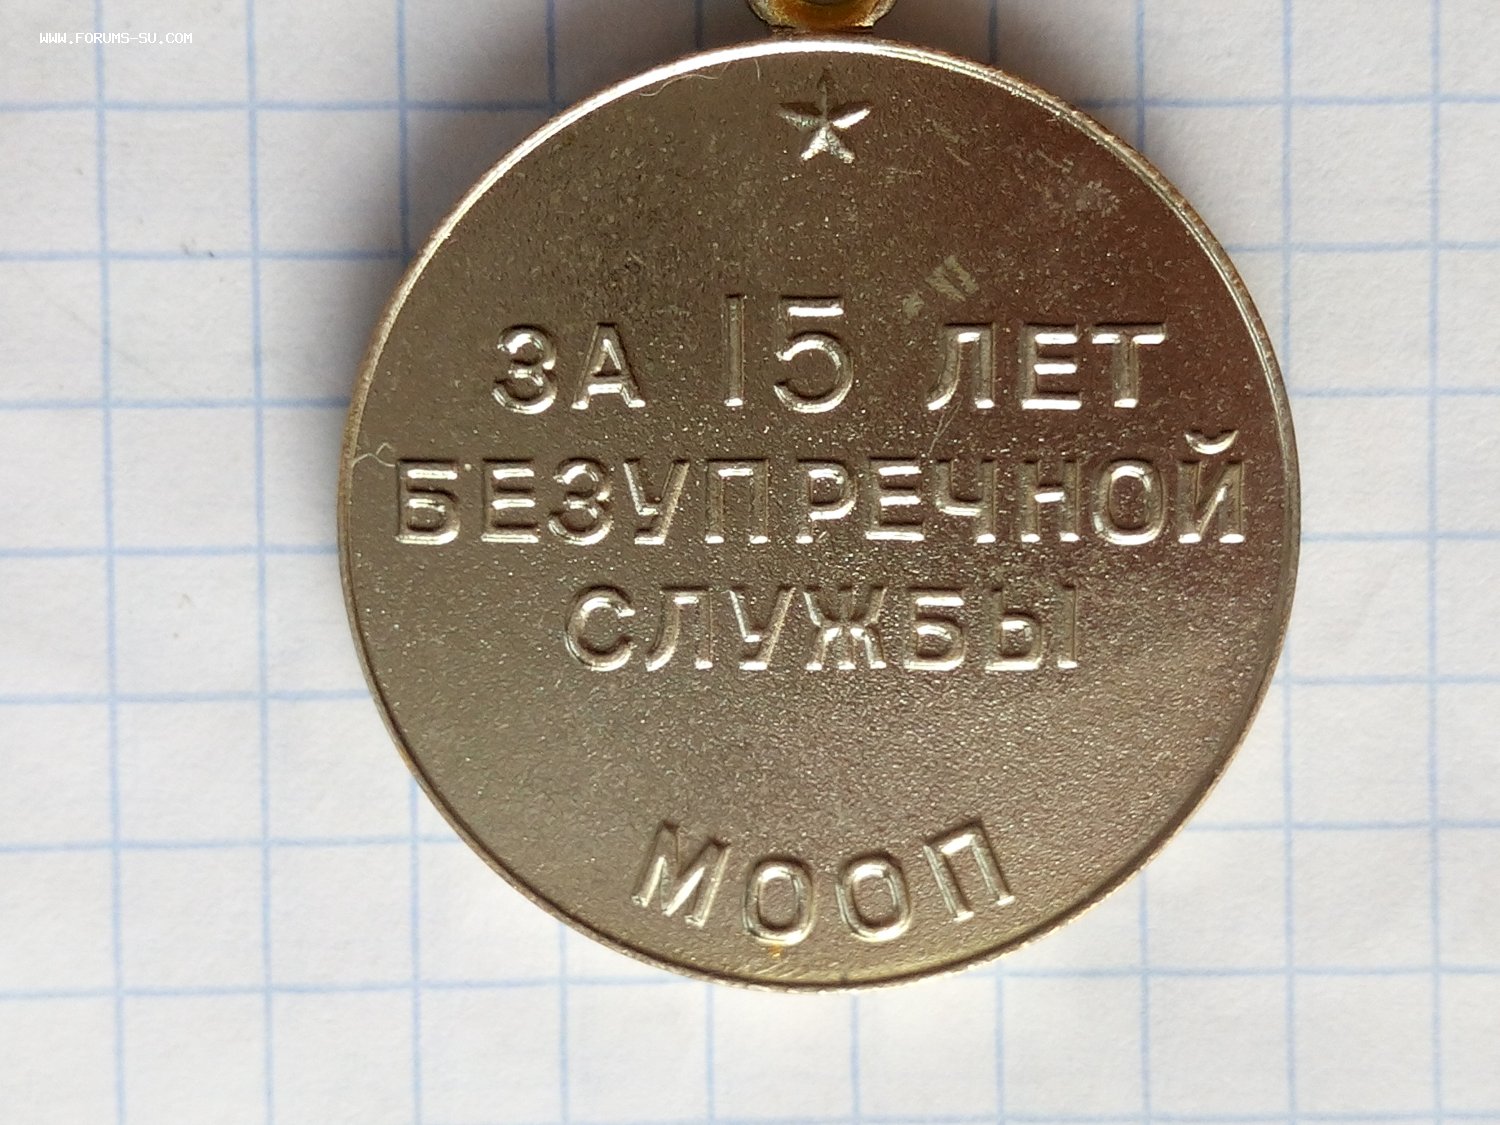 WWW.FORUMS-SU.COM
ЗА 15 ЛЕТ
БЕЗУПРЕЧНОЙ
СЛУЖБЫ
МООП